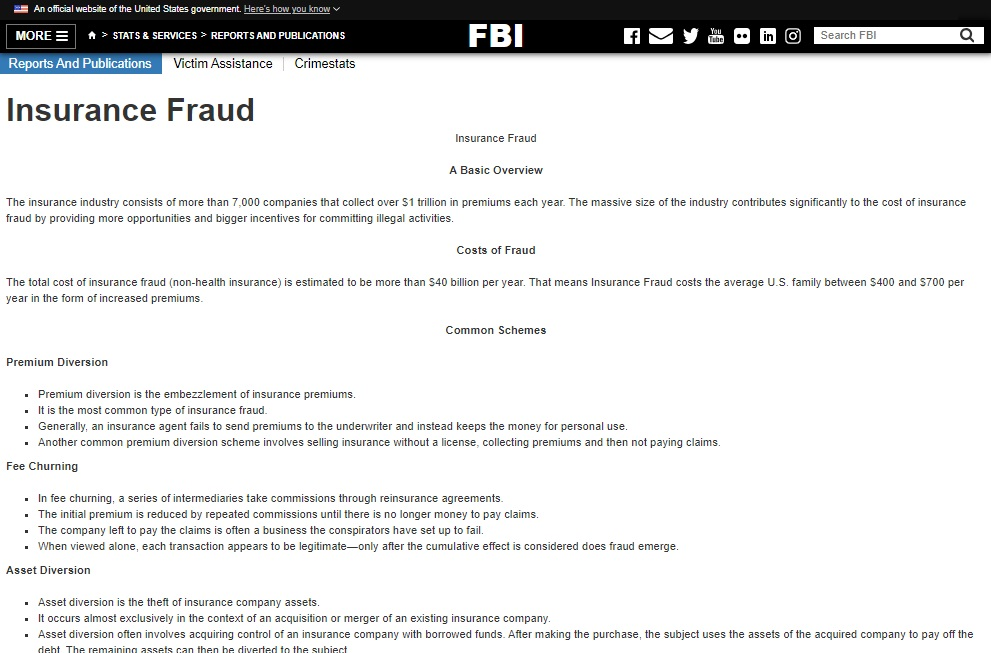 An official website of the United States government. Here's how you know
MORE
> STATS & SERVICES > REPORTS AND PUBLICATIONS
FBI
You Tube
in
Search FBI
Reports And Publications
Victim Assistance
Crimestats
Insurance Fraud
Insurance Fraud
A Basic Overview
The insurance industry consists of more than 7,000 companies that collect over $1 trillion in premiums each year. The massive size of the industry contributes significantly to the cost of insurance
fraud by providing more opportunities and bigger incentives for committing illegal activities.
Costs of Fraud
The total cost of insurance fraud (non-health insurance) is estimated to be more than $40 billion per year. That means Insurance Fraud costs the average U.S. family between $400 and $700 per
year in the form of increased premiums.
Common Schemes
Premium Diversion
Premium diversion is the embezzlement of insurance premiums.
It is the most common type of insurance fraud.
Generally, an insurance agent fails to send premiums to the underwriter and instead keeps the money for personal use.
Another common premium diversion scheme involves selling insurance without a license, collecting premiums and then not paying claims.
Fee Churning
In fee churning, a series of intermediaries take commissions through reinsurance agreements.
The initial premium is reduced by repeated commissions until there is no longer money to pay claims.
The company left to pay the claims is often a business the conspirators have set up to fail.
When viewed alone, each transaction appears to be legitimate—only after the cumulative effect is considered does fraud emerge.
Asset Diversion
Asset diversion is the theft of insurance company assets.
It occurs almost exclusively in the context of an acquisition or merger of an existing insurance company.
Asset diversion often involves acquiring control of an insurance company with borrowed funds. After making the purchase, the subject uses the assets of the acquired company to pay off the
debt. The remaining assets can then be diverted to the subject